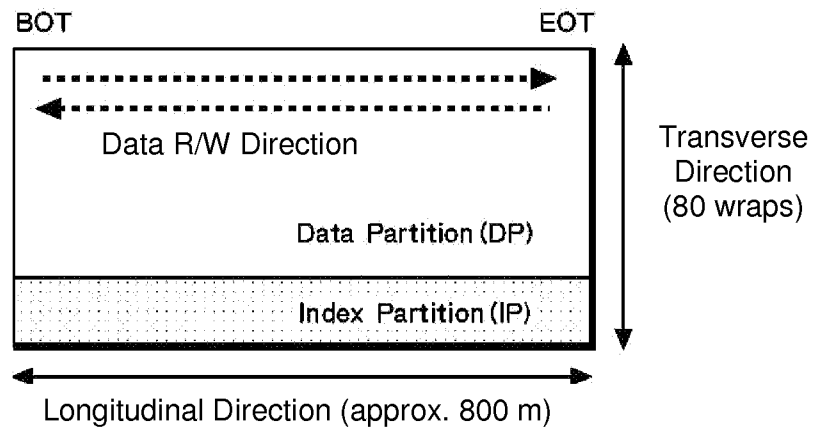 BOT EOT
Data R/W Direction
Transverse
Direction
(80 wraps)
Data Partition (DP)
Index Partition (IP)
Longitudinal Direction (approx. 800 m)